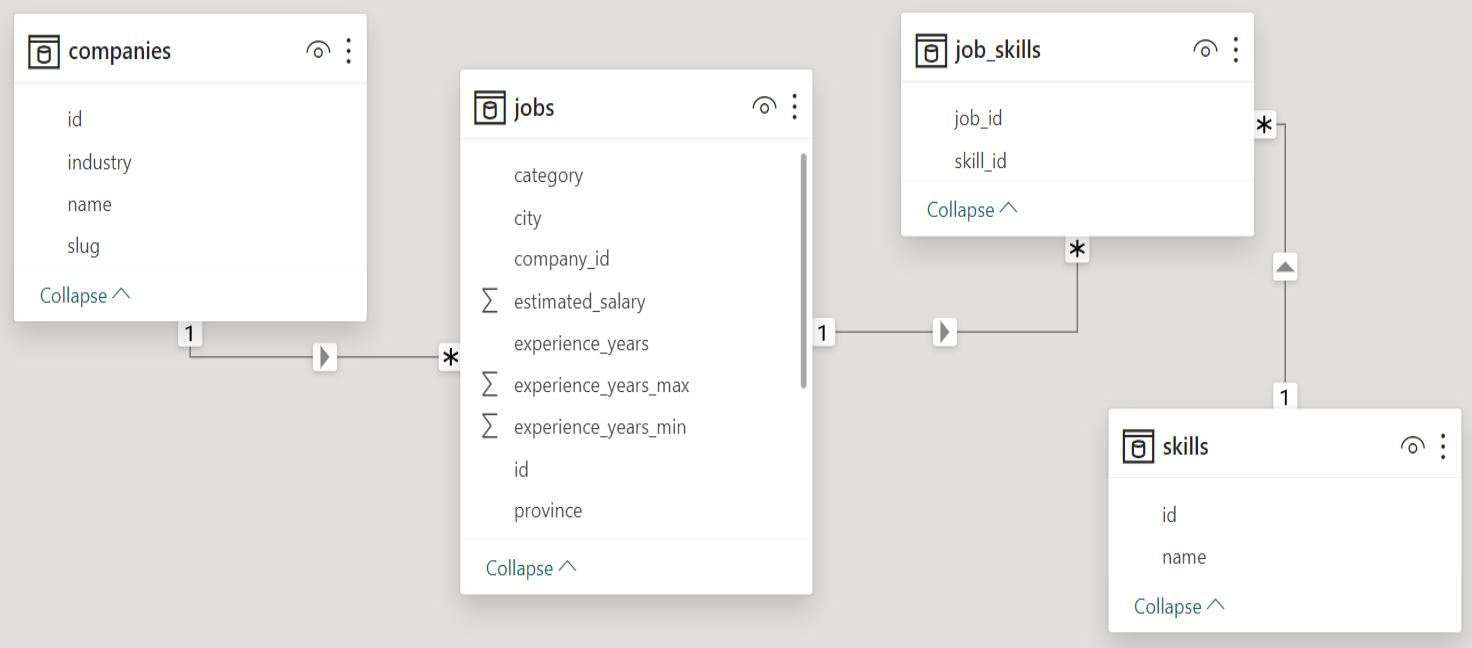 companies
id
industry
name
slug
Collapse
1
*
jobs
category
city
company_id
Σ estimated_salary
experience_years
Σ experience_years_max
Σ experience_years_min
id
province
Collapse
1
*
job_skills
job_id
skill_id
Collapse
*
1
skills
id
name
Collapse